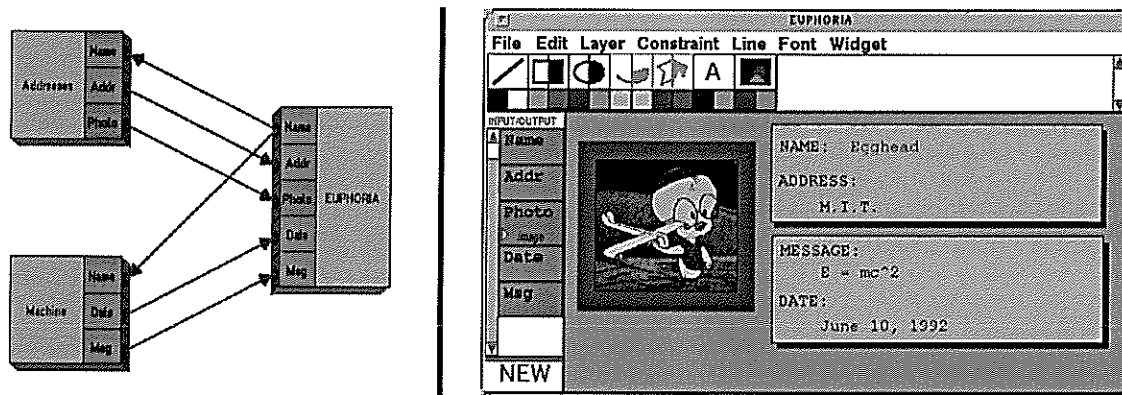 Name
Addresses
Addr
Photo
Name
Addr
Photo
EUPHORIA
Date
Msg
Name
Machine
Date
Msg
EUPHORIA
File Edit Layer Constraint Line Font Widget
A
INPUT/OUTPUT
Name
Addr
Photo
Image
Date
Msg
NEW
NAME: Egghead
ADDRESS:
M.I.T.
MESSAGE:
E = mc^2
DATE:
June 10, 1992